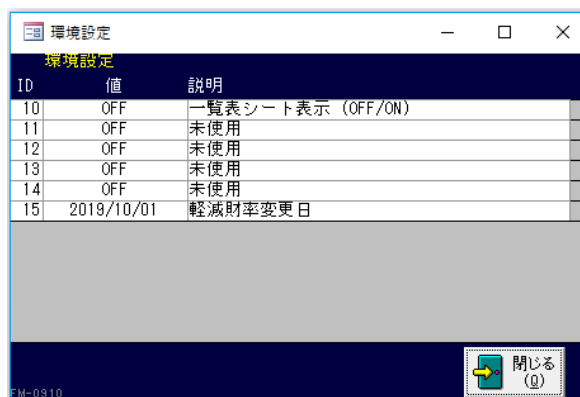 環境設定
環境設定
ID 値 説明
10 OFF 一覧表シート表示 (OFF/ON)
11 OFF 未使用
12 OFF 未使用
13 OFF 未使用
14 OFF 未使用
15 2019/10/01 軽減財率変更日
閉じる
(Q)
FM-0910